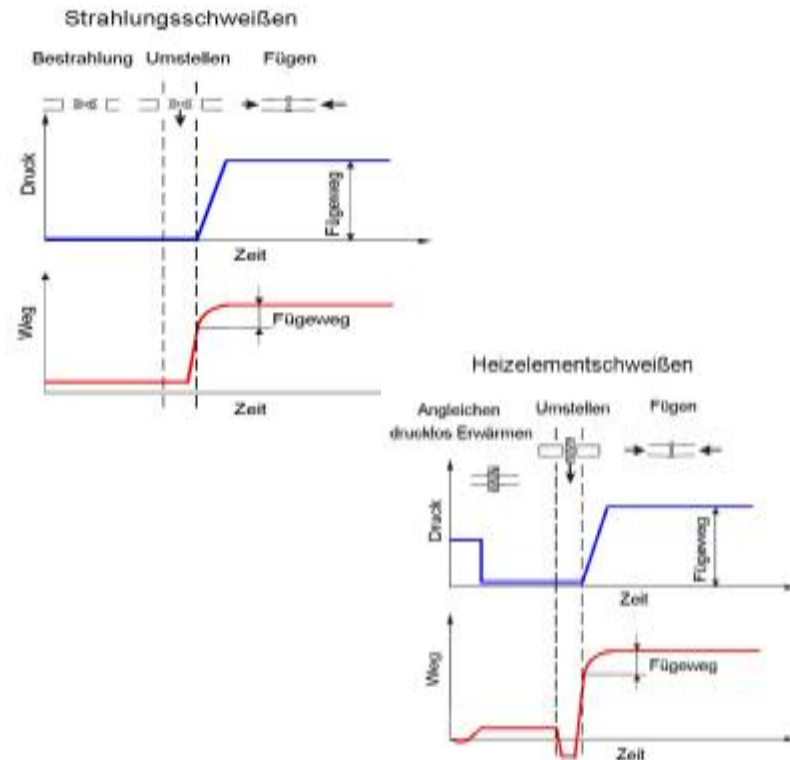 Strahlungsschweißen
Bestrahlung Umstellen Fügen
Druck
Fügeweg
Zeit
Weg
Fügeweg
Zeit
Heizelementschweißen
Angleichen Umstellen Fügen
drucklos Erwärmen
Druck
Fügeweg
Zeit
Weg
Fügeweg
Zeit